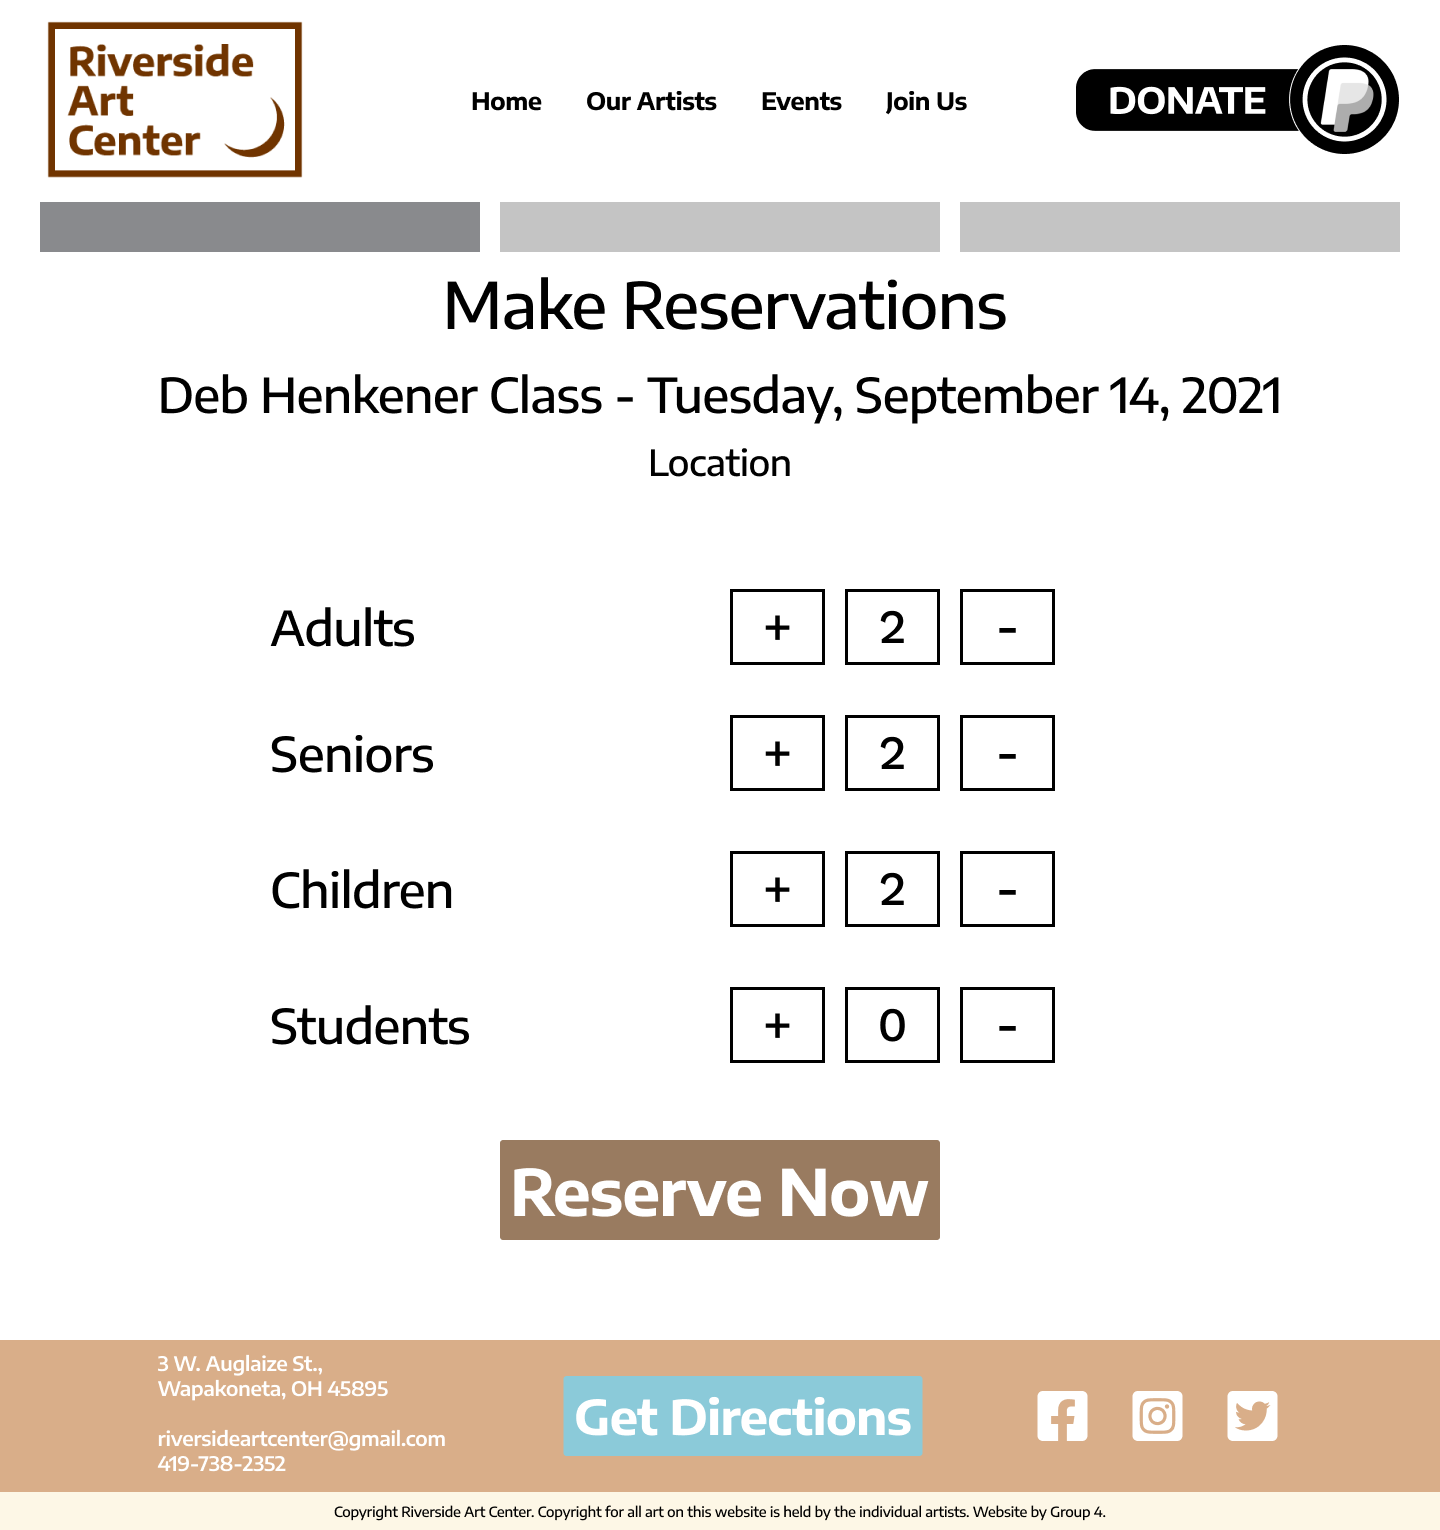 Riverside
Art
Center
Home Our Artists Events Join Us
DONATE
Make Reservations
Deb Henkener Class - Tuesday, September 14, 2021
Location
Adults + 2 -
Seniors + 2 -
Children + 2 -
Students + 0 -
Reserve Now
3 W. Auglaize St.,
Wapakoneta, OH 45895
riversideartcenter@gmail.com
419-738-2352
Get Directions
Copyright Riverside Art Center. Copyright for all art on this website is held by the individual artists. Website by Group 4.